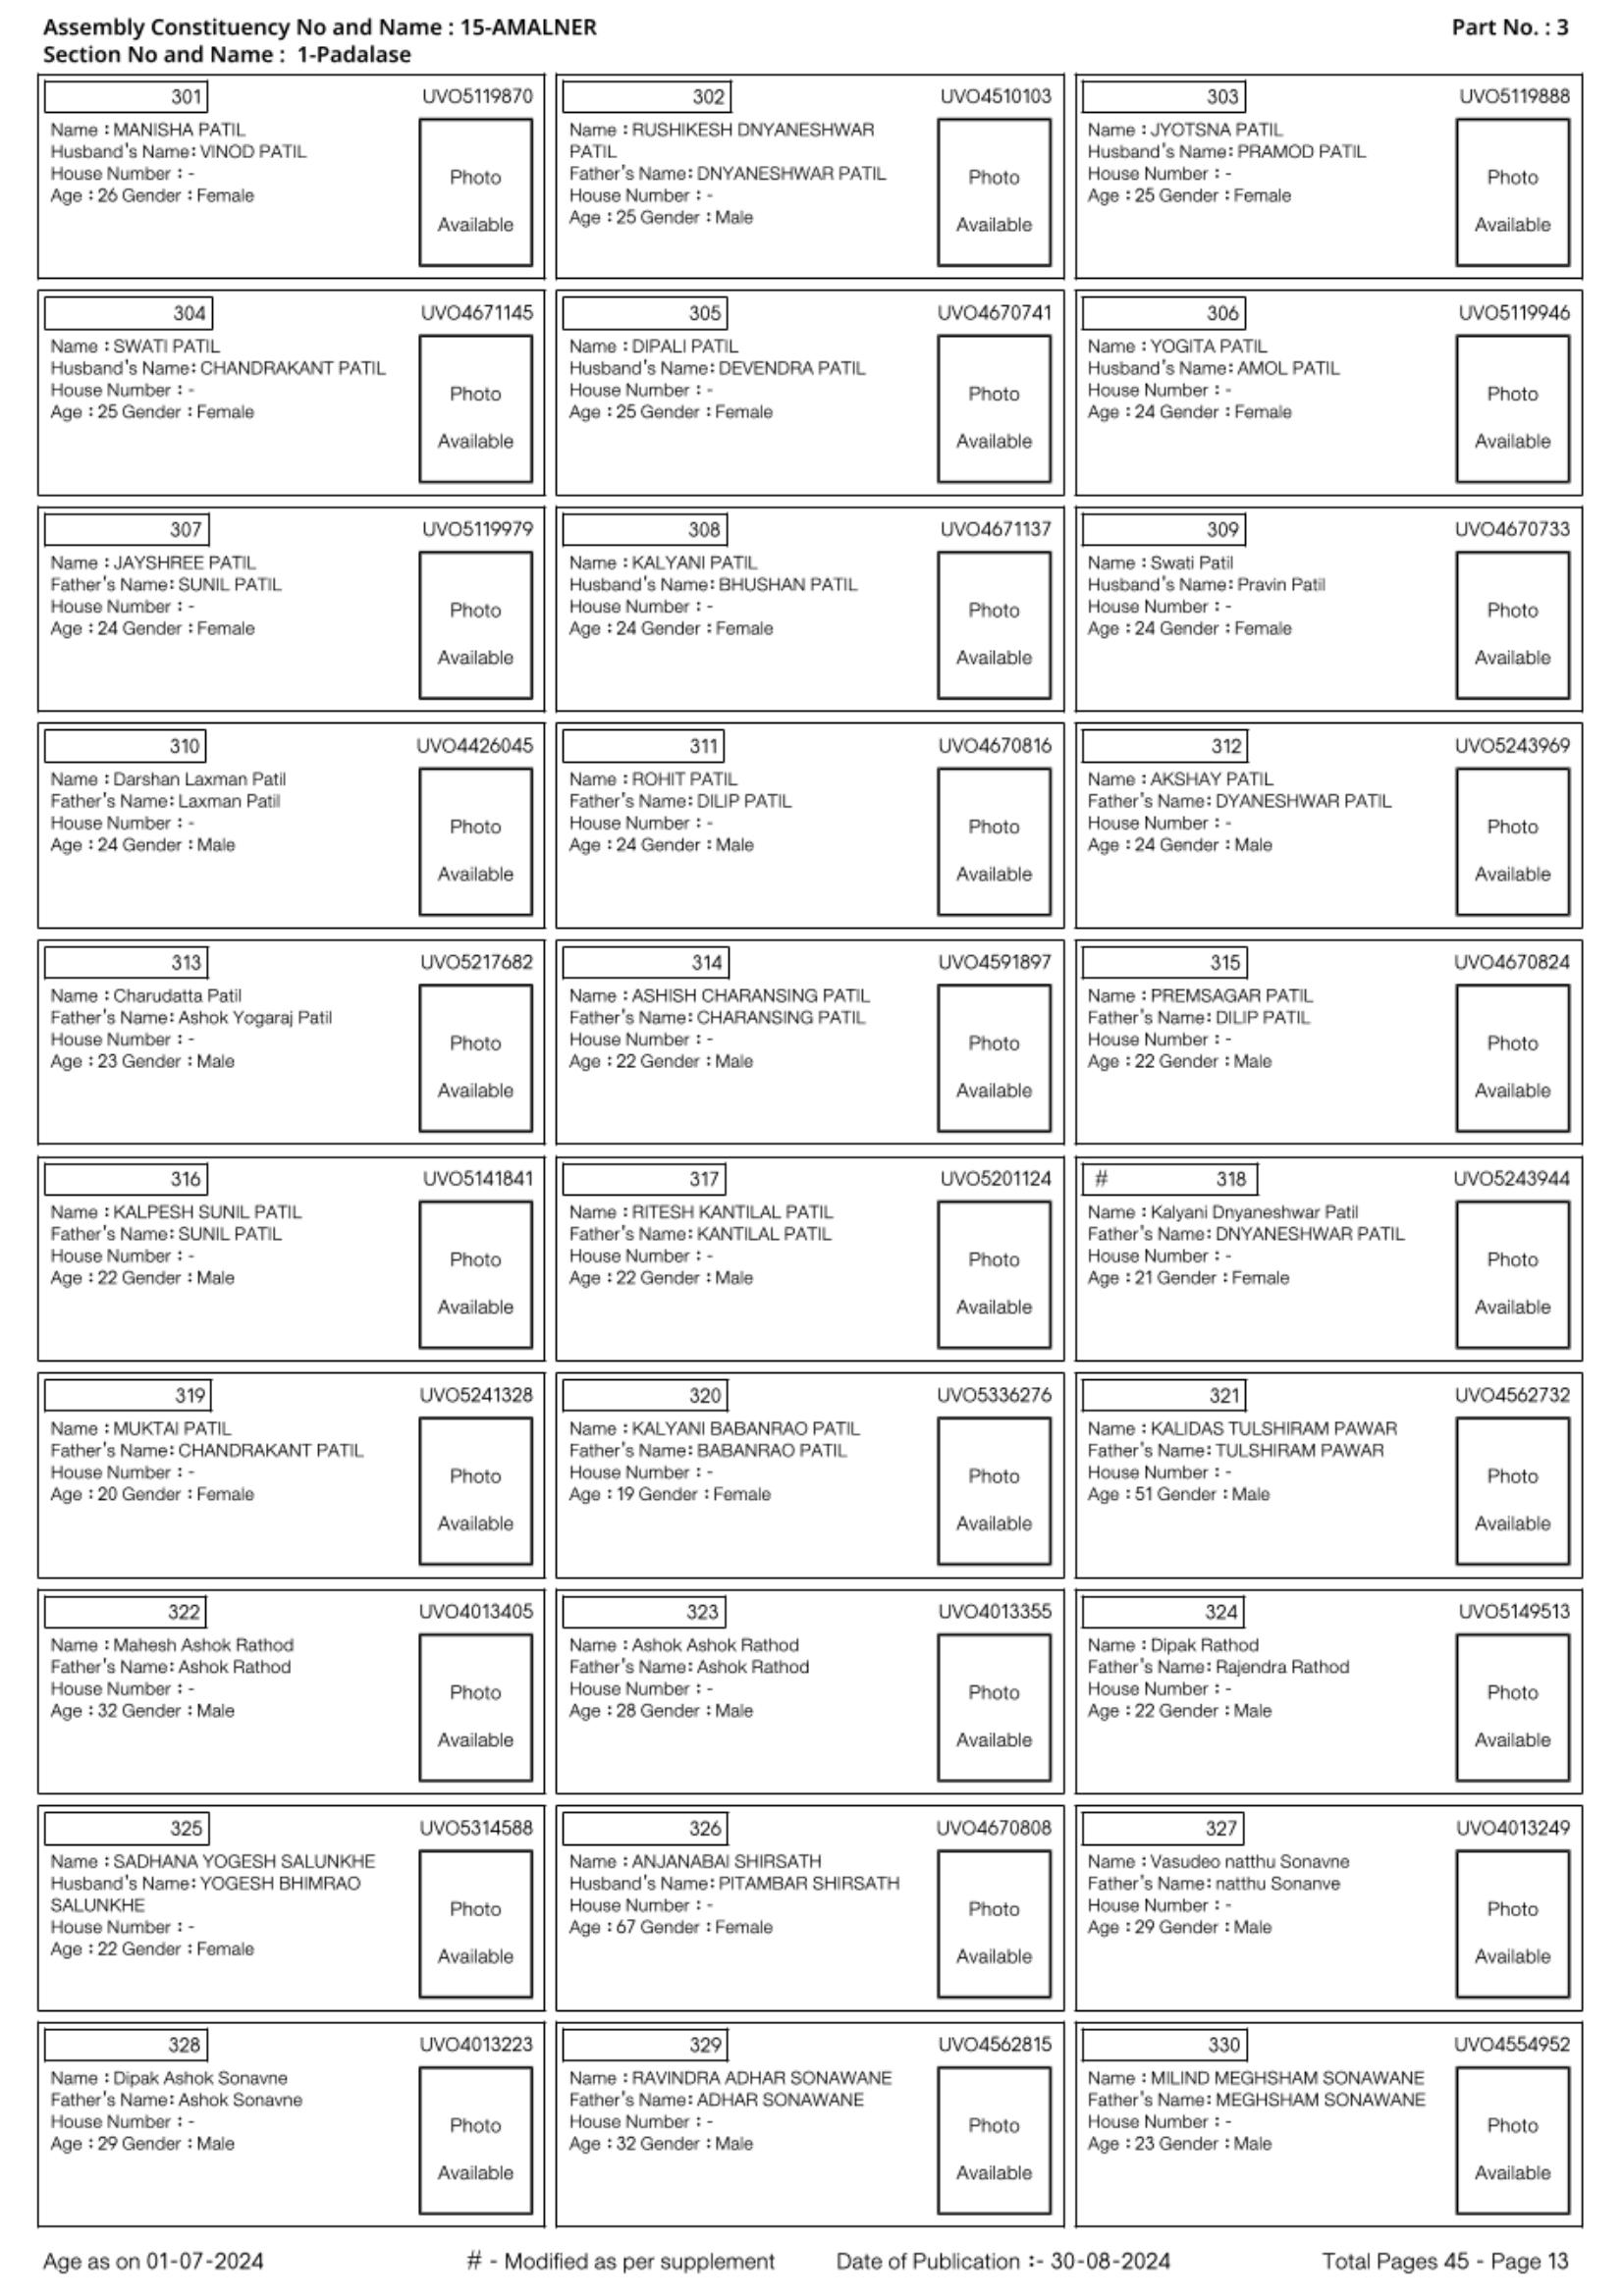 Assembly Constituency No and Name : 15-AMALNER
Part No. : 3
Section No and Name : 1-Padalase
301
UVO5119870
Name : MANISHA PATIL
Husband's Name: VINOD PATIL
House Number : -
Age : 26 Gender : Female
Photo
Available
302
UVO4510103
Name : RUSHIKESH DNYANESHWAR
PATIL
Father's Name: DNYANESHWAR PATIL
House Number : -
Age : 25 Gender : Male
Photo
Available
303
UVO5119888
Name : JYOTSNA PATIL
Husband's Name: PRAMOD PATIL
House Number : -
Age : 25 Gender : Female
Photo
Available
304
UVO4671145
Name : SWATI PATIL
Husband's Name: CHANDRAKANT PATIL
House Number : -
Age : 25 Gender : Female
Photo
Available
305
UVO4670741
Name : DIPALI PATIL
Husband's Name: DEVENDRA PATIL
House Number : -
Age : 25 Gender : Female
Photo
Available
306
UVO5119946
Name : YOGITA PATIL
Husband's Name: AMOL PATIL
House Number : -
Age : 24 Gender : Female
Photo
Available
307
UVO5119979
Name : JAYSHREE PATIL
Father's Name: SUNIL PATIL
House Number : -
Age : 24 Gender : Female
Photo
Available
308
UVO4671137
Name : KALYANI PATIL
Husband's Name: BHUSHAN PATIL
House Number : -
Age : 24 Gender : Female
Photo
Available
309
UVO4670733
Name : Swati Patil
Husband's Name: Pravin Patil
House Number : -
Age : 24 Gender : Female
Photo
Available
310
UVO4426045
Name : Darshan Laxman Patil
Father's Name: Laxman Patil
House Number : -
Age : 24 Gender : Male
Photo
Available
311
UVO4670816
Name : ROHIT PATIL
Father's Name: DILIP PATIL
House Number : -
Age : 24 Gender : Male
Photo
Available
312
UVO5243969
Name : AKSHAY PATIL
Father's Name: DYANESHWAR PATIL
House Number : -
Age : 24 Gender : Male
Photo
Available
313
UVO5217682
Name : Charudatta Patil
Father's Name: Ashok Yogaraj Patil
House Number : -
Age : 23 Gender : Male
Photo
Available
314
UVO4591897
Name : ASHISH CHARANSING PATIL
Father's Name: CHARANSING PATIL
House Number : -
Age : 22 Gender : Male
Photo
Available
315
UVO4670824
Name : PREMSAGAR PATIL
Father's Name: DILIP PATIL
House Number : -
Age : 22 Gender : Male
Photo
Available
316
UVO5141841
Name : KALPESH SUNIL PATIL
Father's Name: SUNIL PATIL
House Number : -
Age : 22 Gender : Male
Photo
Available
317
UVO5201124
Name : RITESH KANTILAL PATIL
Father's Name: KANTILAL PATIL
House Number : -
Age : 22 Gender : Male
Photo
Available
# 318
UVO5243944
Name : Kalyani Dnyaneshwar Patil
Father's Name: DNYANESHWAR PATIL
House Number : -
Age : 21 Gender : Female
Photo
Available
319
UVO5241328
Name : MUKTAI PATIL
Father's Name: CHANDRAKANT PATIL
House Number : -
Age : 20 Gender : Female
Photo
Available
320
UVO5336276
Name : KALYANI BABANRAO PATIL
Father's Name: BABANRAO PATIL
House Number : -
Age : 19 Gender : Female
Photo
Available
321
UVO4562732
Name : KALIDAS TULSHIRAM PAWAR
Father's Name: TULSHIRAM PAWAR
House Number : -
Age : 51 Gender : Male
Photo
Available
322
UVO4013405
Name : Mahesh Ashok Rathod
Father's Name: Ashok Rathod
House Number : -
Age : 32 Gender : Male
Photo
Available
323
UVO4013355
Name : Ashok Ashok Rathod
Father's Name: Ashok Rathod
House Number : -
Age : 28 Gender : Male
Photo
Available
324
UVO5149513
Name : Dipak Rathod
Father's Name: Rajendra Rathod
House Number : -
Age : 22 Gender : Male
Photo
Available
325
UVO5314588
Name : SADHANA YOGESH SALUNKHE
Husband's Name: YOGESH BHIMRAO
SALUNKHE
House Number : -
Age : 22 Gender : Female
Photo
Available
326
UVO4670808
Name : ANJANABAI SHIRSATH
Husband's Name: PITAMBAR SHIRSATH
House Number : -
Age : 67 Gender : Female
Photo
Available
327
UVO4013249
Name : Vasudeo natthu Sonavne
Father's Name: natthu Sonanve
House Number : -
Age : 29 Gender : Male
Photo
Available
328
UVO4013223
Name : Dipak Ashok Sonavne
Father's Name: Ashok Sonavne
House Number : -
Age : 29 Gender : Male
Photo
Available
329
UVO4562815
Name : RAVINDRA ADHAR SONAWANE
Father's Name: ADHAR SONAWANE
House Number : -
Age : 32 Gender : Male
Photo
Available
330
UVO4554952
Name : MILIND MEGHSHAM SONAWANE
Father's Name: MEGHSHAM SONAWANE
House Number : -
Age : 23 Gender : Male
Photo
Available
Age as on 01-07-2024
# - Modified as per supplement
Date of Publication :- 30-08-2024
Total Pages 45 - Page 13